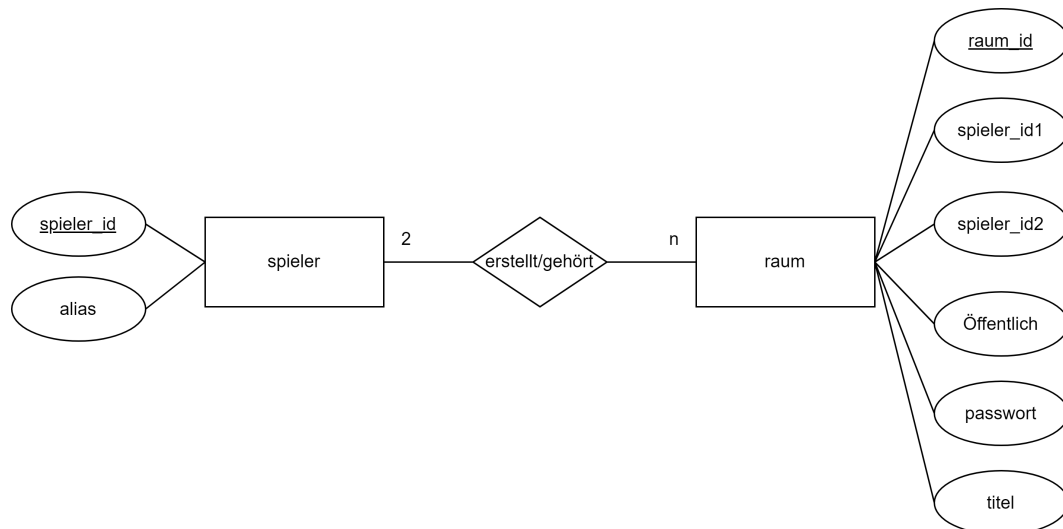 raum_id
spieler_id1
spieler_id
spieler_id2
2
n
spieler
erstellt/gehört
raum
alias
Öffentlich
passwort
titel